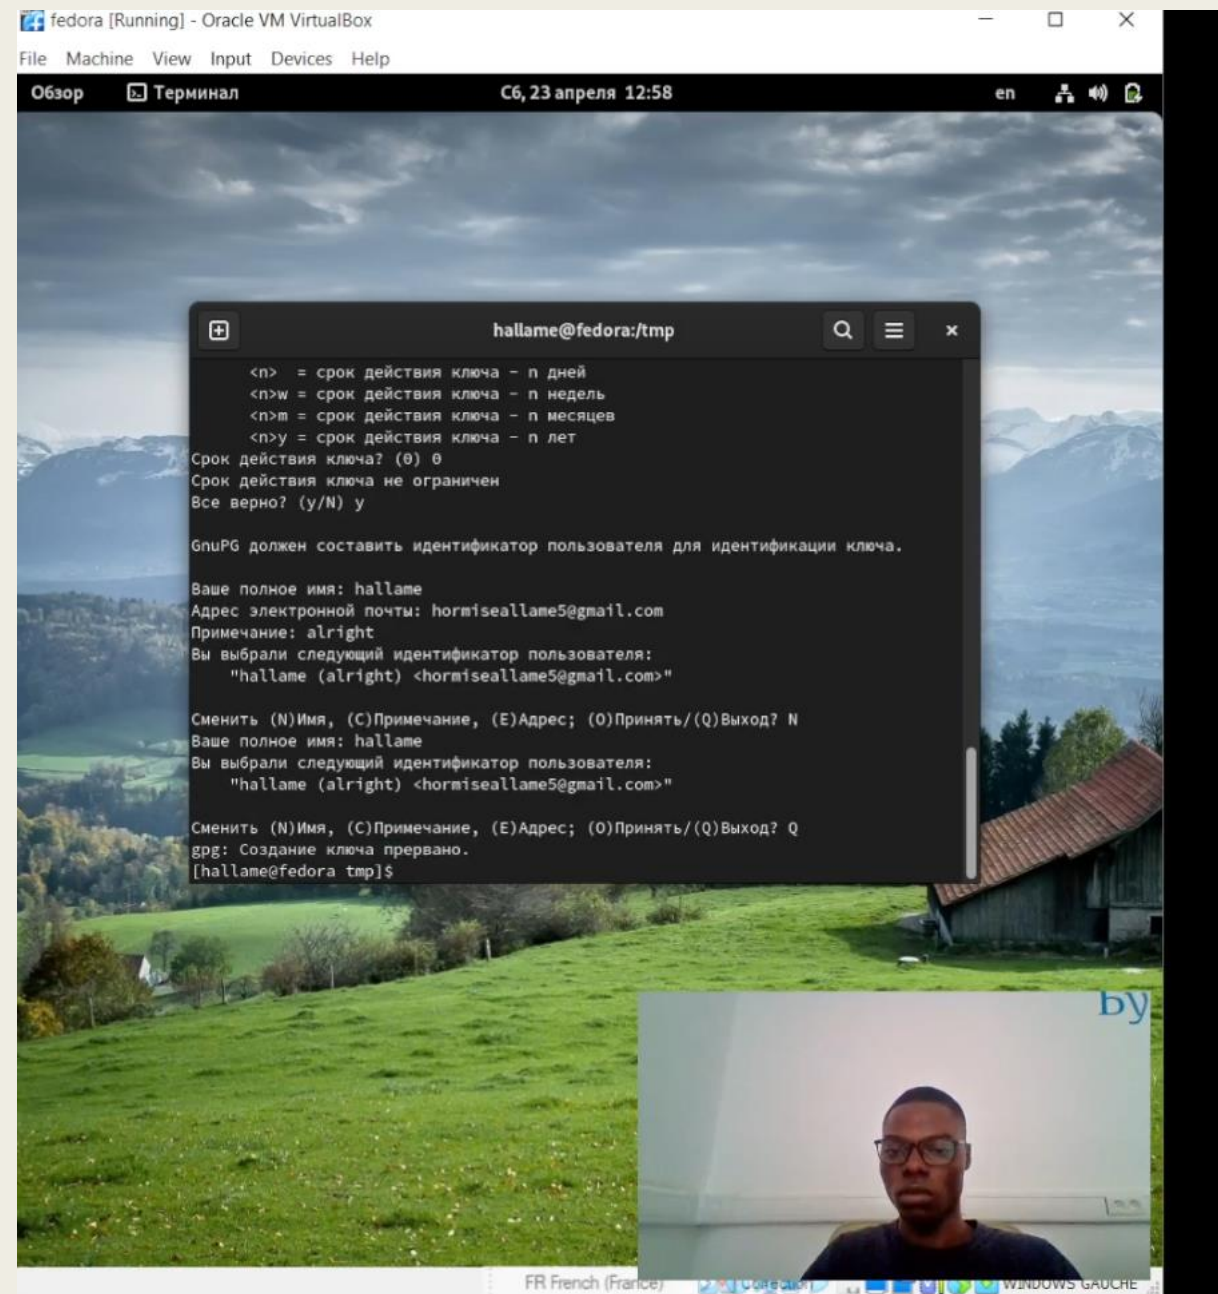 fedora [Running] - Oracle VM VirtualBox
File Machine View Input Devices Help
Обзор Терминал Сб, 23 апреля 12:58 en
hallame@fedora:/tmp
<n> = срок действия ключа - n дней
<n>w = срок действия ключа - n недель
<n>m = срок действия ключа - n месяцев
<n>y = срок действия ключа - n лет
Срок действия ключа? (0) 0
Срок действия ключа не ограничен
Все верно? (y/N) y
GnuPG должен составить идентификатор пользователя для идентификации ключа.
Ваше полное имя: hallame
Адрес электронной почты: hormiseallame5@gmail.com
Примечание: alright
Вы выбрали следующий идентификатор пользователя:
"hallame (alright) <hormiseallame5@gmail.com>"
Сменить (N)Имя, (C)Примечание, (E)Адрес; (O)Принять/(Q)Выход? N
Ваше полное имя: hallame
Вы выбрали следующий идентификатор пользователя:
"hallame (alright) <hormiseallame5@gmail.com>"
Сменить (N)Имя, (C)Примечание, (E)Адрес; (O)Принять/(Q)Выход? Q
gpg: Создание ключа прервано.
[hallame@fedora tmp]$
Ьy
FR French (France) WINDOWS GAUCHE